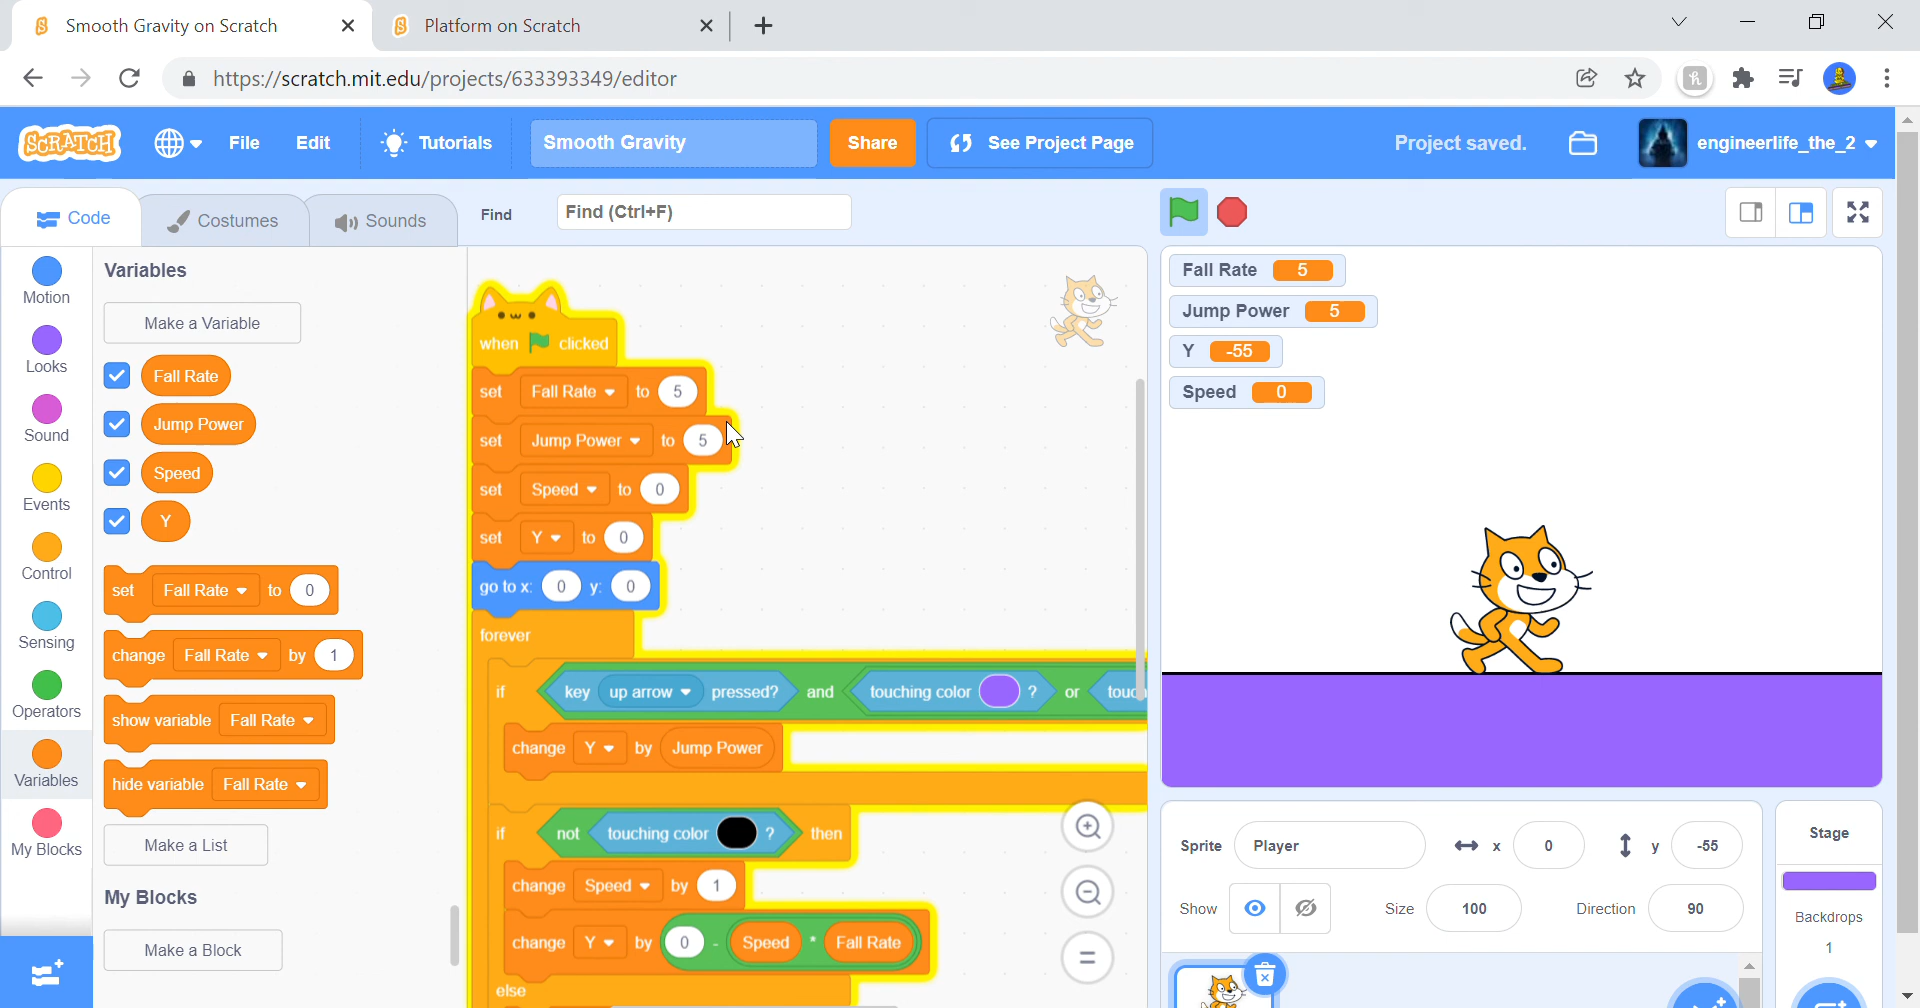 Smooth Gravity on Scratch
Platform on Scratch
https://scratch.mit.edu/projects/633393349/editor
SCRATCH
File
Edit
Tutorials
Smooth Gravity
Share
See Project Page
Project saved.
engineerlife_the_2
Code
Costumes
Sounds
Find
Find (Ctrl+F)
Motion
Looks
Sound
Events
Control
Sensing
Operators
Variables
My Blocks
Variables
Make a Variable
Fall Rate
Jump Power
Speed
Y
set Fall Rate to 0
change Fall Rate by 1
show variable Fall Rate
hide variable Fall Rate
Make a List
My Blocks
Make a Block
when clicked
set Fall Rate to 5
set Jump Power to 5
set Speed to 0
set Y to 0
go to x: 0 y: 0
forever
if key up arrow pressed? and touching color ? or
change Y by Jump Power
if not touching color ? then
change Speed by 1
change Y by 0 - Speed * Fall Rate
else
Fall Rate 5
Jump Power 5
Y -55
Speed 0
Sprite Player x 0 y -55
Show Size 100 Direction 90
Stage
Backdrops
1